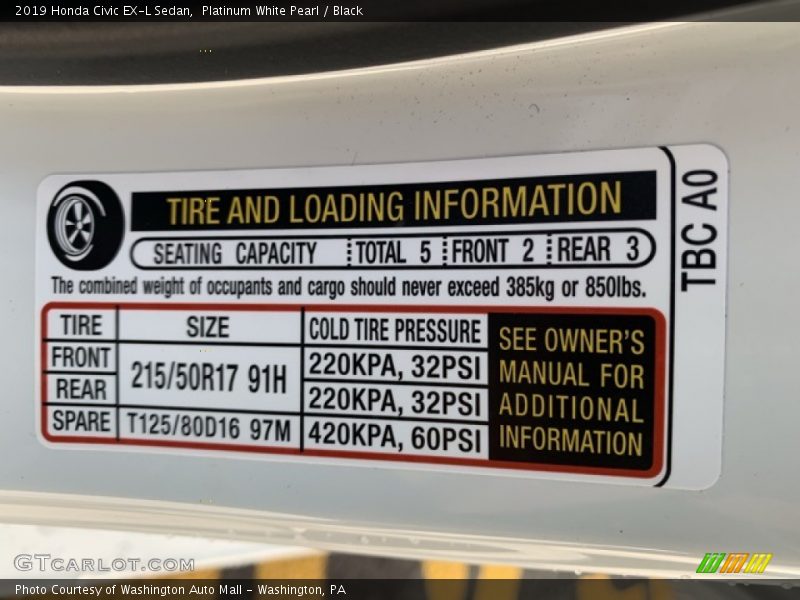 2019 Honda Civic EX-L Sedan, Platinum White Pearl / Black
TIRE AND LOADING INFORMATION
SEATING CAPACITY TOTAL 5 FRONT 2 REAR 3
The combined weight of occupants and cargo should never exceed 385kg or 850lbs.
TIRE SIZE COLD TIRE PRESSURE
FRONT 215/50R17 91H 220KPA, 32PSI
REAR 220KPA, 32PSI
SPARE T125/80D16 97M 420KPA, 60PSI
SEE OWNER'S
MANUAL FOR
ADDITIONAL
INFORMATION
TBC A0
GTCARLOT.COM
Photo Courtesy of Washington Auto Mall - Washington, PA